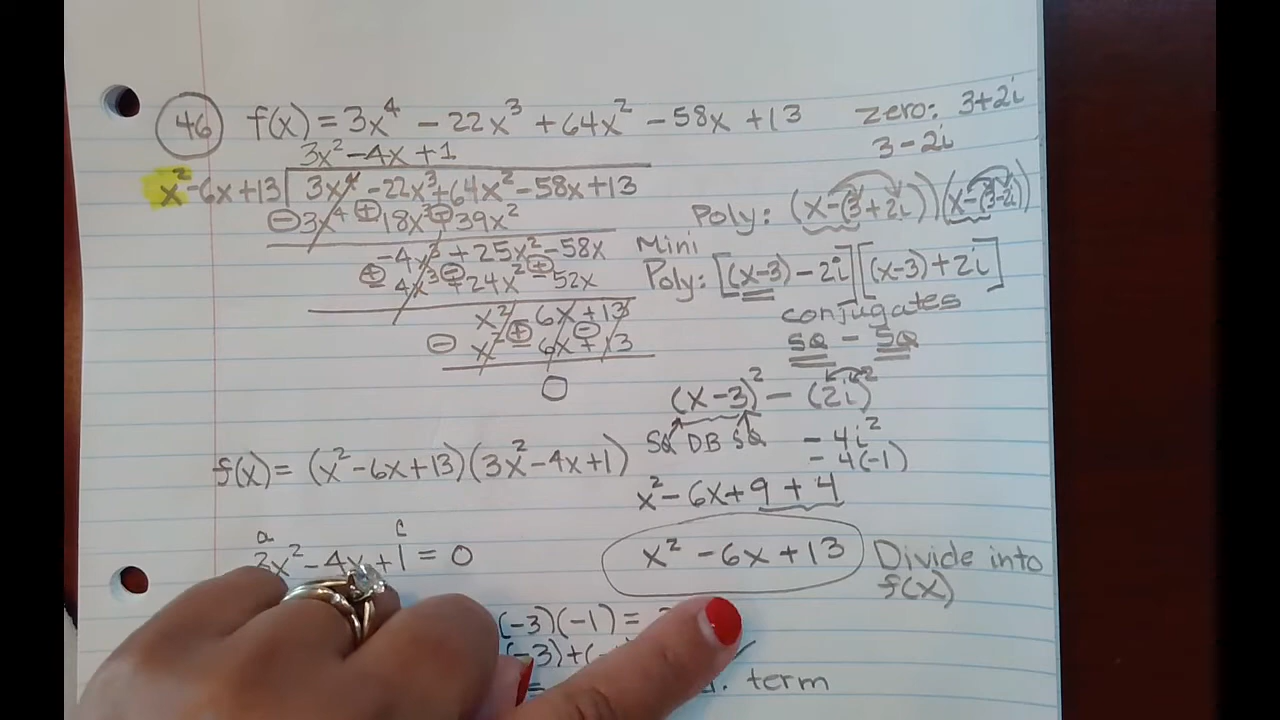 46 f(x) = 3x⁴ - 22x³ + 64x² - 58x + 13
zero: 3+2i
3-2i
3x² - 4x + 1
x² - 6x + 13 3x⁴ - 22x³ + 64x² - 58x + 13
⊖ 3x⁴ ⊕ 18x³ ⊖ 39x²
-4x³ + 25x² - 58x
⊕ 4x³ ⊖ +24x² ⊕ 52x
x² - 6x + 13
⊖ x² ⊕ 6x ⊖ 13
0
Poly: (x-(3+2i))(x-(3-2i))
Mini
Poly: [(x-3)-2i][(x-3)+2i]
conjugates
SQ - SQ
(x-3)² - (2i)²
SQ DB SQ - 4i²
- 4(-1)
x² - 6x + 9 + 4
x² - 6x + 13 Divide into
f(x)
f(x) = (x² - 6x + 13)(3x² - 4x + 1)
a c
3x² - 4x + 1 = 0
(-3)(-1) =
(-3)+(
term